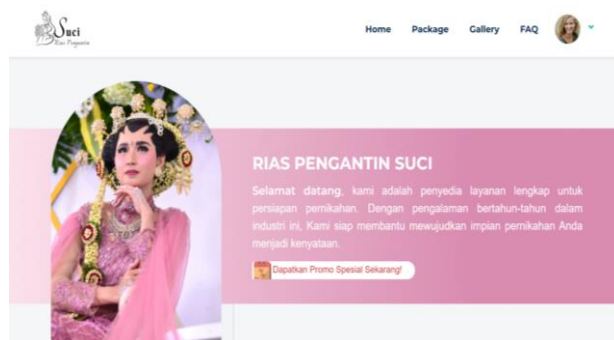 Suci
Rias Pengantin
Home Package Gallery FAQ
RIAS PENGANTIN SUCI
Selamat datang, kami adalah penyedia layanan lengkap untuk
persiapan pernikahan. Dengan pengalaman bertahun-tahun dalam
industri ini, Kami siap membantu mewujudkan impian pernikahan Anda
menjadi kenyataan.
Dapatkan Promo Spesial Sekarang!